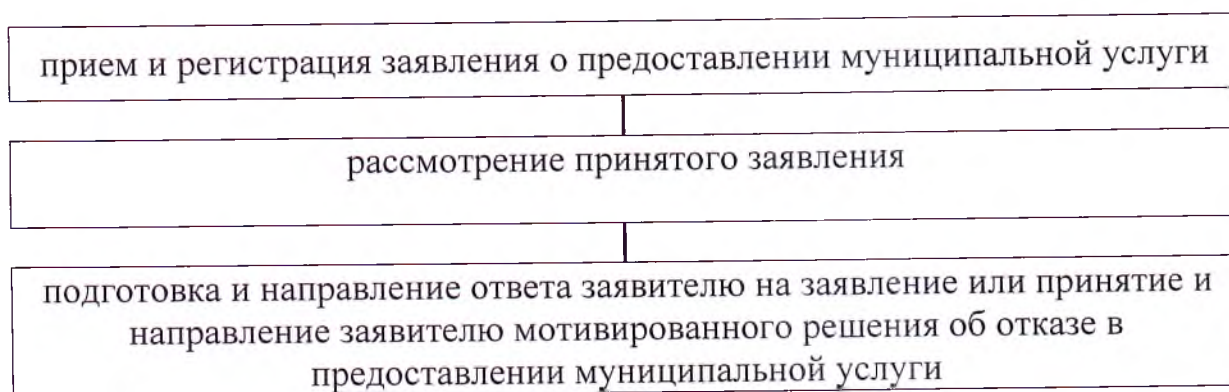 прием и регистрация заявления о предоставлении муниципальной услуги
рассмотрение принятого заявления
подготовка и направление ответа заявителю на заявление или принятие и
направление заявителю мотивированного решения об отказе в
предоставлении муниципальной услуги